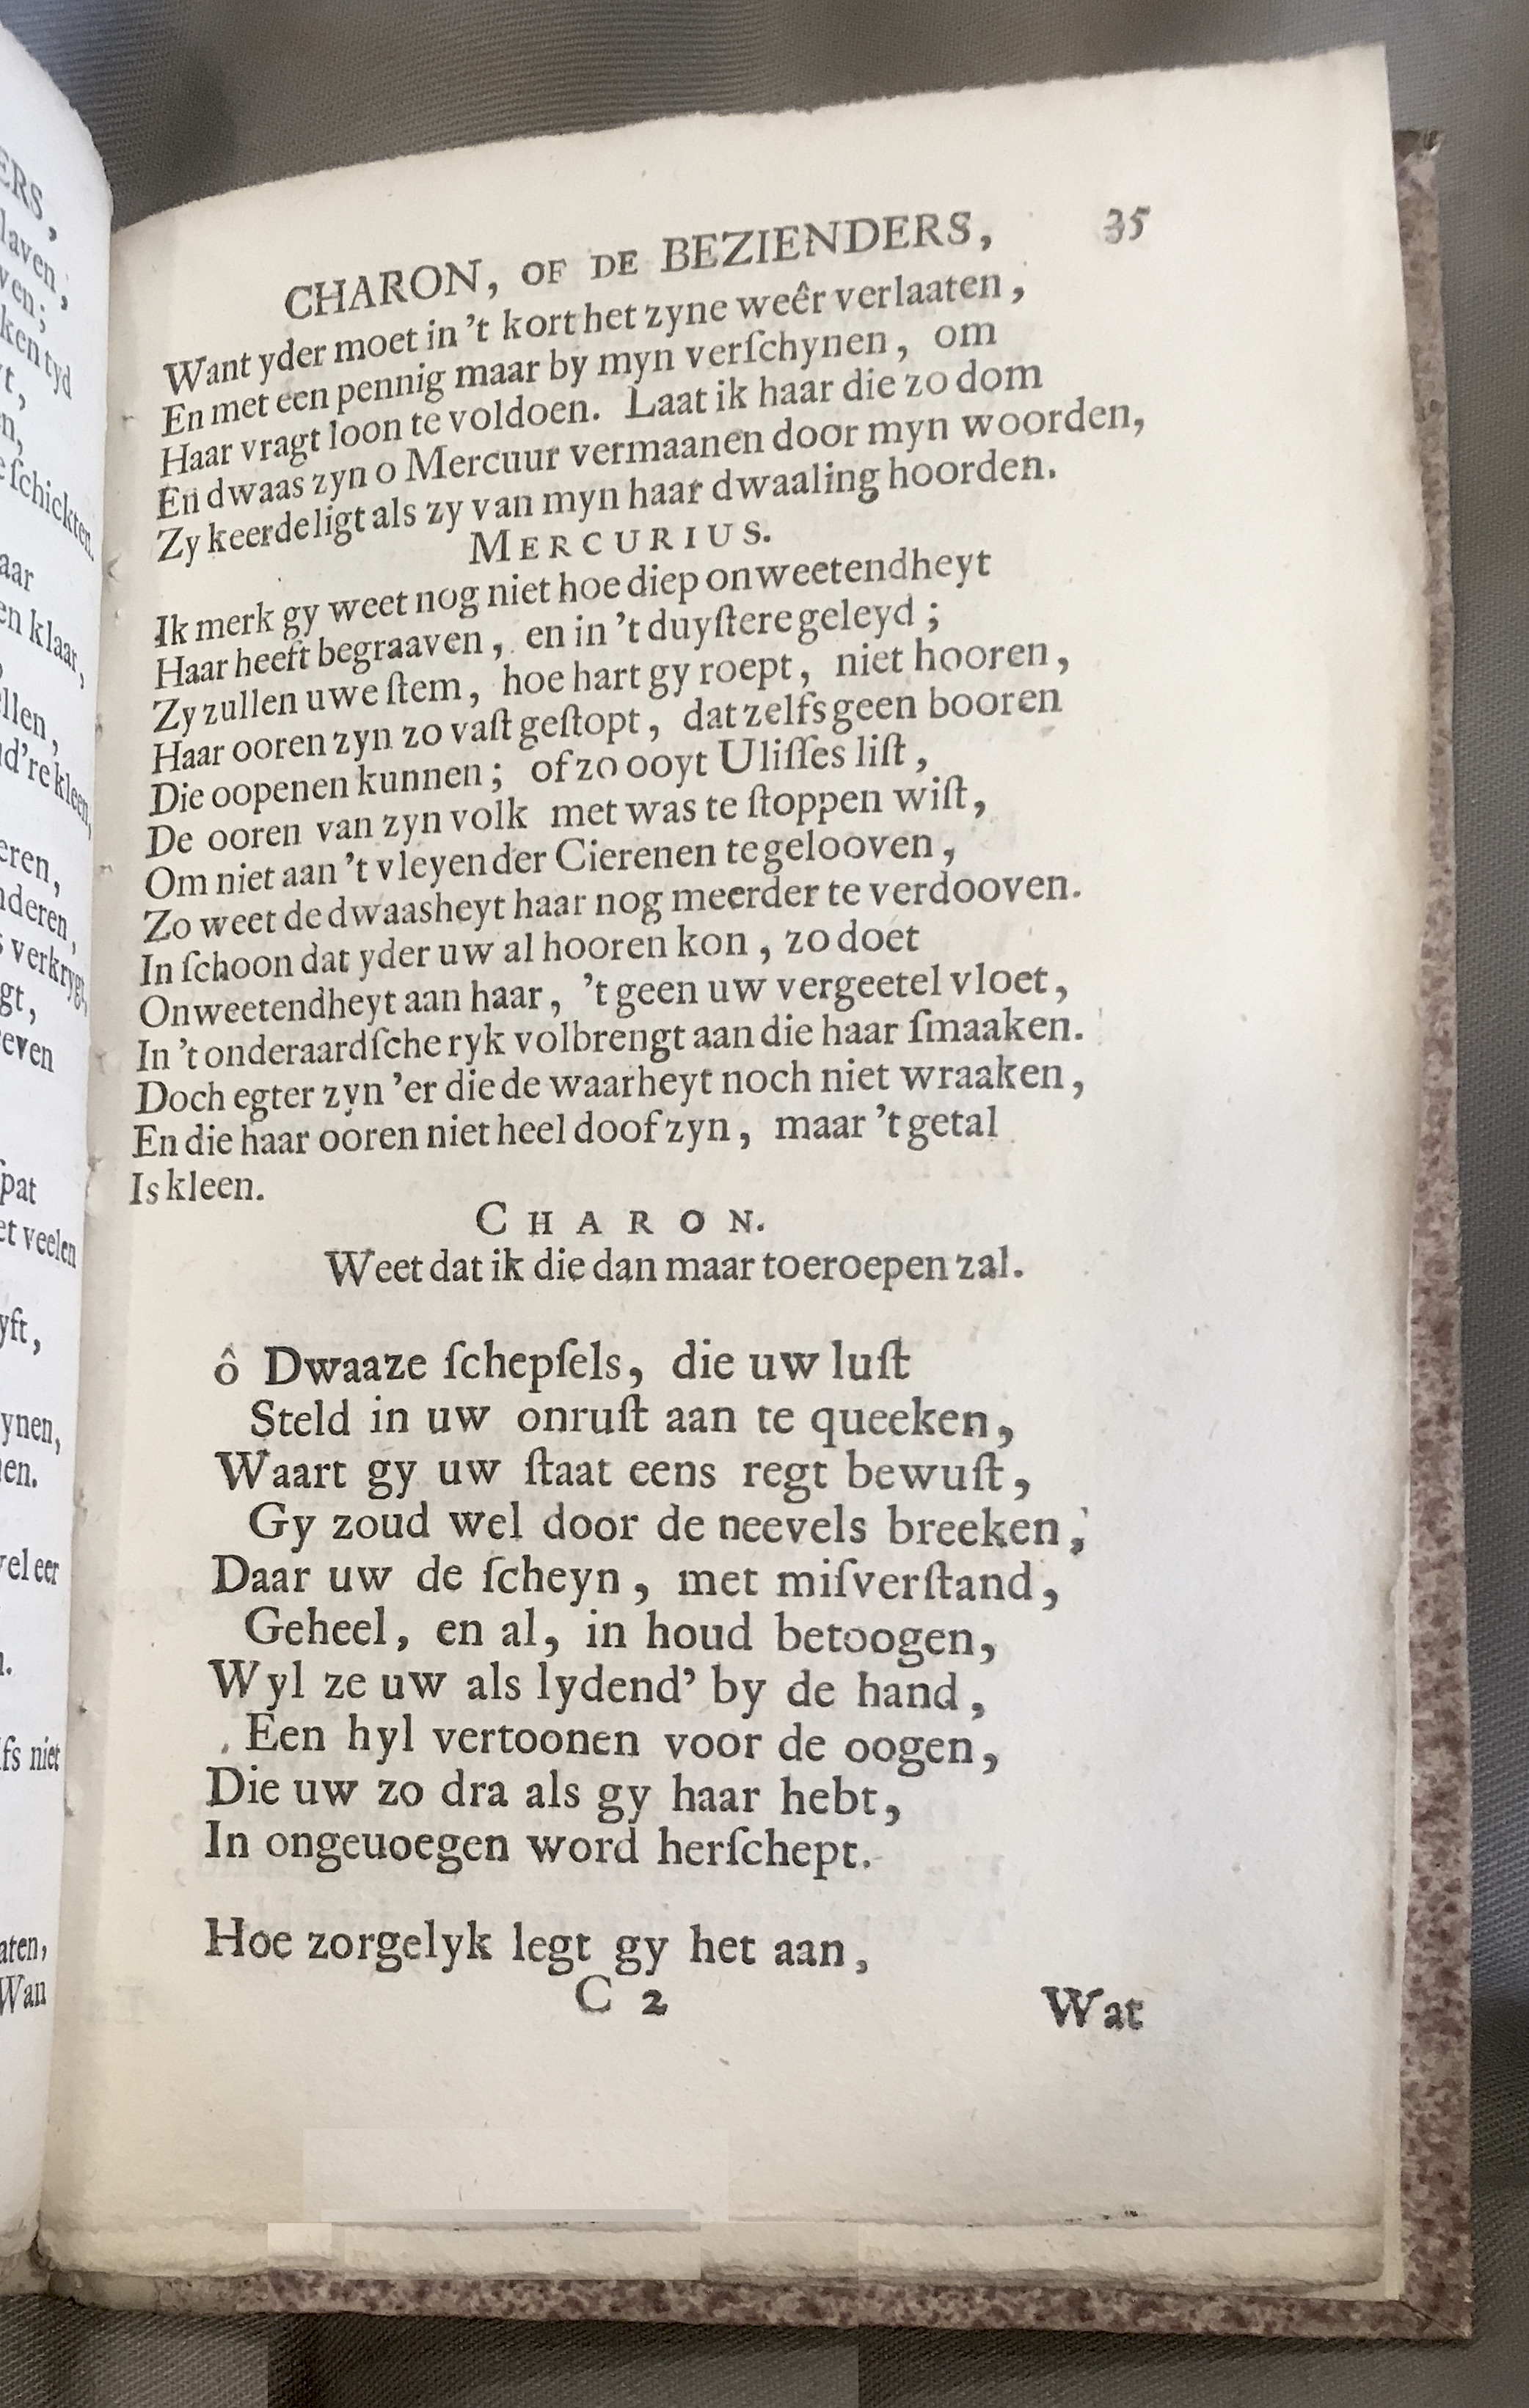 CHARON, OF DE BEZIENDERS, 35
Want yder moet in 't kort het zyne weêr verlaaten,
En met een pennig maar by myn verſchynen, om
Haar vragt loon te voldoen. Laat ik haar die zo dom
En dwaas zyn o Mercuur vermaanen door myn woorden,
Zy keerde ligt als zy van myn haar dwaaling hoorden.
MERCURIUS.
Ik merk gy weet nog niet hoe diep onweetendheyt
Haar heeft begraaven, en in 't duyſtere geleyd;
Zy zullen uwe ſtem, hoe hart gy roept, niet hooren,
Haar ooren zyn zo vaſt geſtopt, dat zelfs geen booren
Die oopenen kunnen; of zo ooyt Uliſſes liſt,
De ooren van zyn volk met was te ſtoppen wiſt,
Om niet aan 't vleyen der Cierenen te gelooven,
Zo weet de dwaasheyt haar nog meerder te verdooven.
In ſchoon dat yder uw al hooren kon, zo doet
Onweetendheyt aan haar, 't geen uw vergeetel vloet,
In 't onderaardſche ryk volbrengt aan die haar ſmaaken.
Doch egter zyn 'er die de waarheyt noch niet wraaken,
En die haar ooren niet heel doof zyn, maar 't getal
Is kleen.
CHARON.
Weet dat ik die dan maar toeroepen zal.
ô Dwaaze ſchepſels, die uw luſt
Steld in uw onruſt aan te queeken,
Waart gy uw ſtaat eens regt bewuſt,
Gy zoud wel door de neevels breeken,
Daar uw de ſcheyn, met miſverſtand,
Geheel, en al, in houd betoogen,
Wyl ze uw als lydend' by de hand,
Een hyl vertoonen voor de oogen,
Die uw zo dra als gy haar hebt,
In ongeuoegen word herſchept.
Hoe zorgelyk legt gy het aan,
C 2 Wat